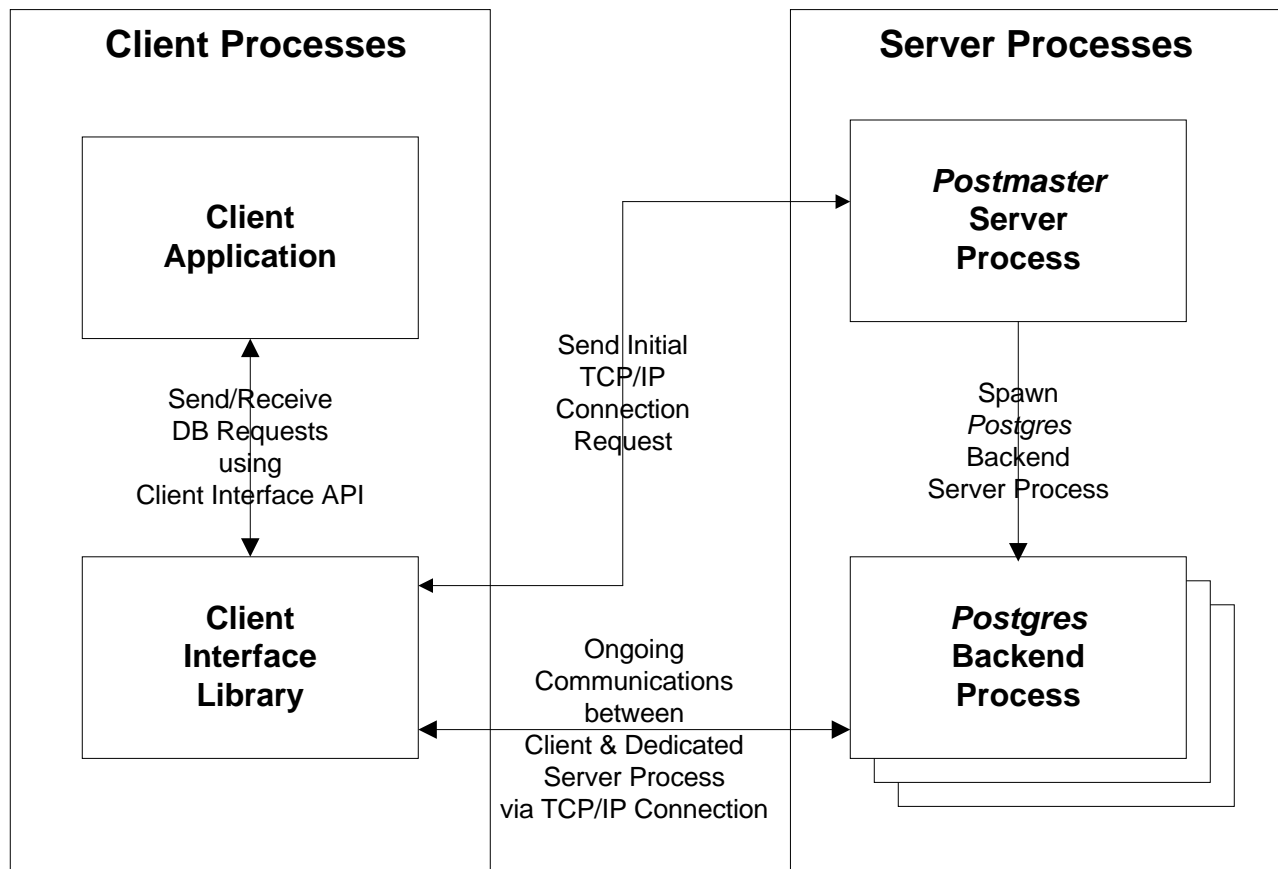 Client Processes
Server Processes
Client
Application
Postmaster
Server
Process
Send/Receive
DB Requests
using
Client Interface API
Send Initial
TCP/IP
Connection
Request
Spawn
Postgres
Backend
Server Process
Client
Interface
Library
Ongoing
Communications
between
Client & Dedicated
Server Process
via TCP/IP Connection
Postgres
Backend
Process